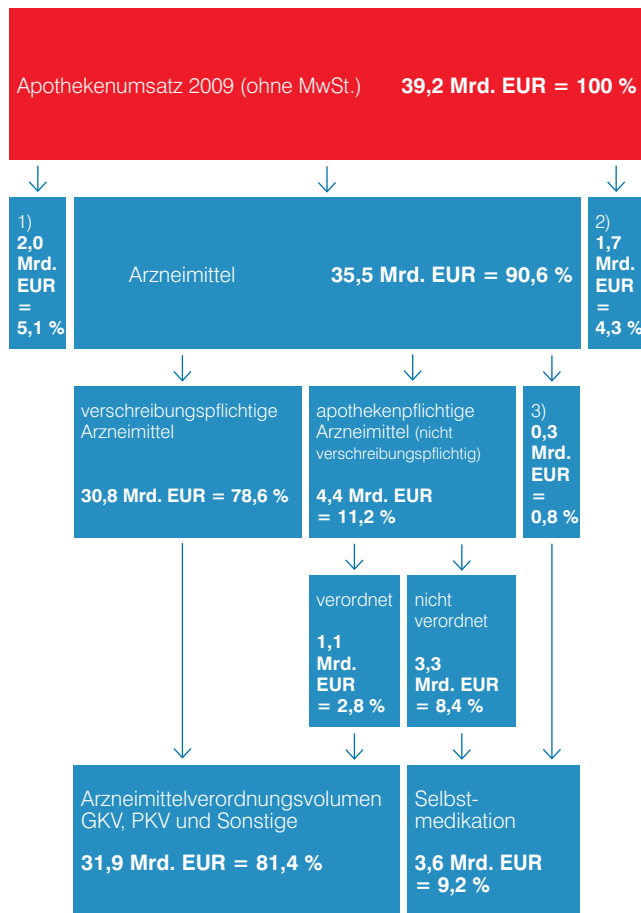 Apothekenumsatz 2009 (ohne MwSt.) 39,2 Mrd. EUR = 100 %
1)
2,0
Mrd.
EUR
=
5,1 %
Arzneimittel 35,5 Mrd. EUR = 90,6 %
2)
1,7
Mrd.
EUR
=
4,3 %
verschreibungspflichtige
Arzneimittel
30,8 Mrd. EUR = 78,6 %
apothekenpflichtige
Arzneimittel (nicht
verschreibungspflichtig)
4,4 Mrd. EUR
= 11,2 %
3)
0,3
Mrd.
EUR
=
0,8 %
verordnet
1,1
Mrd.
EUR
= 2,8 %
nicht
verordnet
3,3
Mrd. EUR
= 8,4 %
Arzneimittelverordnungsvolumen
GKV, PKV und Sonstige
31,9 Mrd. EUR = 81,4 %
Selbst-
medikation
3,6 Mrd. EUR
= 9,2 %